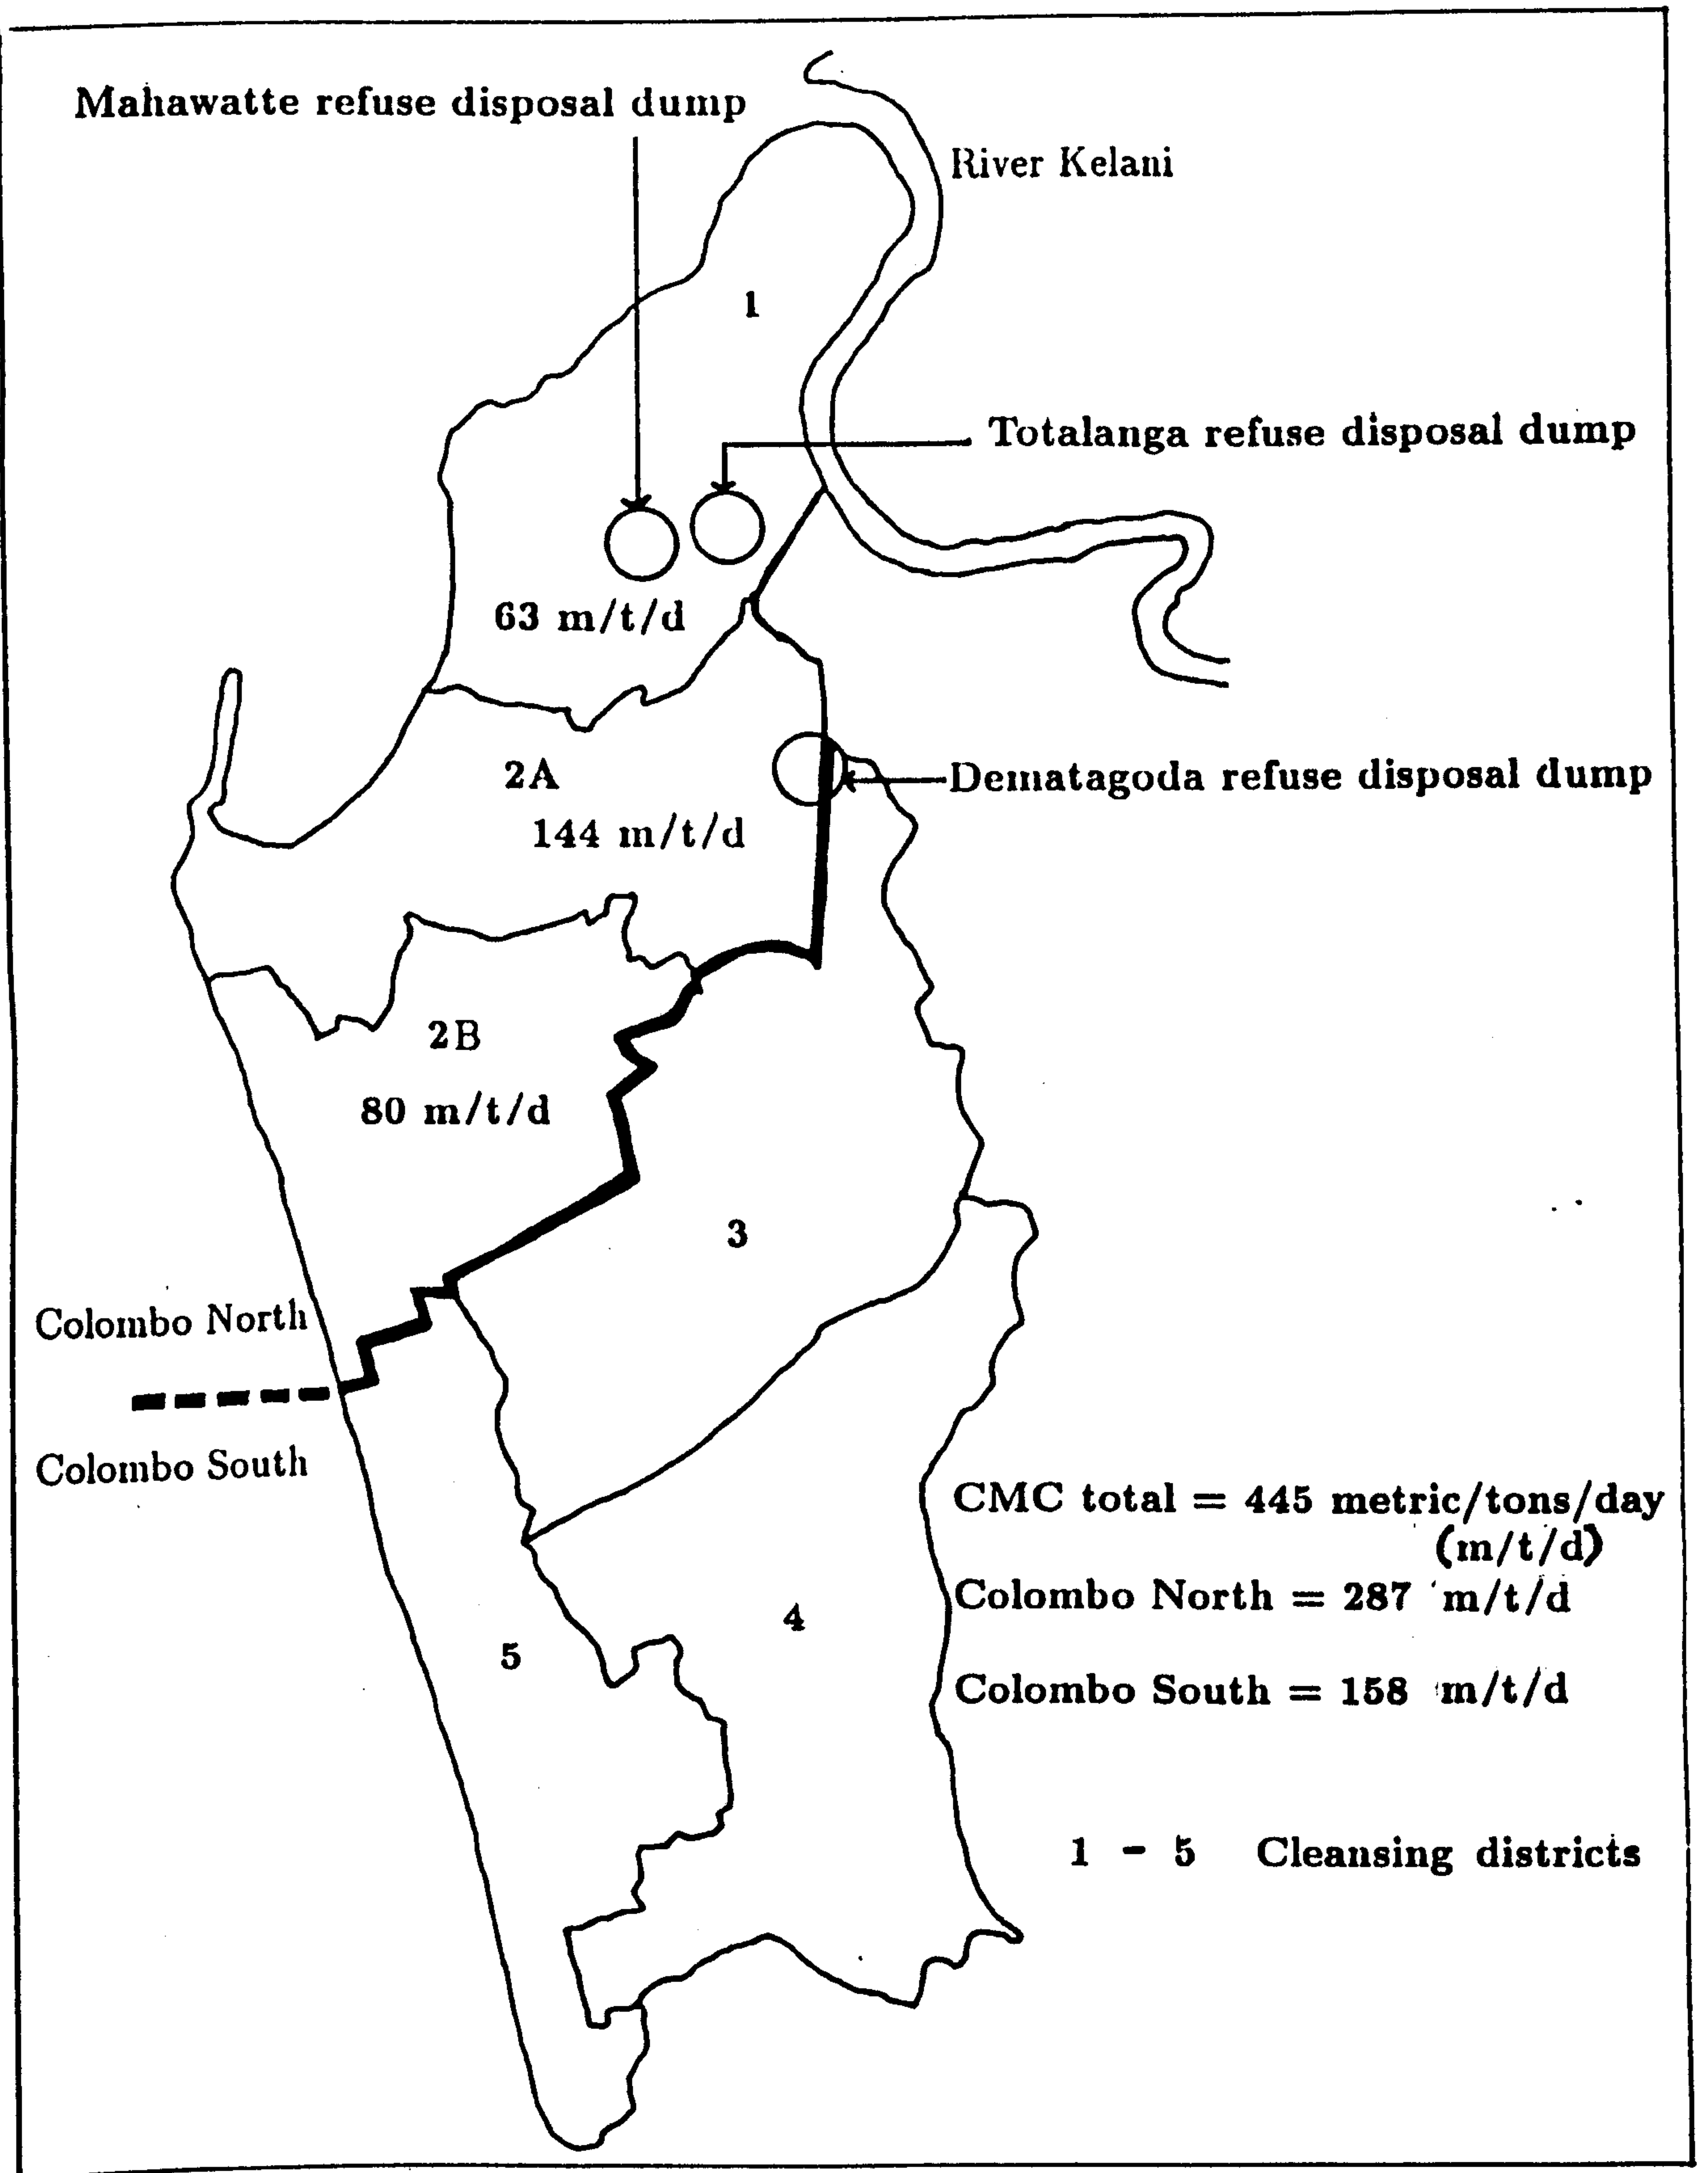 Mahawatte refuse disposal dump
River Kelani
1
Totalanga refuse disposal dump
63 m/t/d
2A
Dematagoda refuse disposal dump
144 m/t/d
2B
80 m/t/d
3
Colombo North
Colombo South
CMC total = 445 metric/tons/day
(m/t/d)
Colombo North = 287 m/t/d
4
5
Colombo South = 158 m/t/d
1 - 5 Cleansing districts